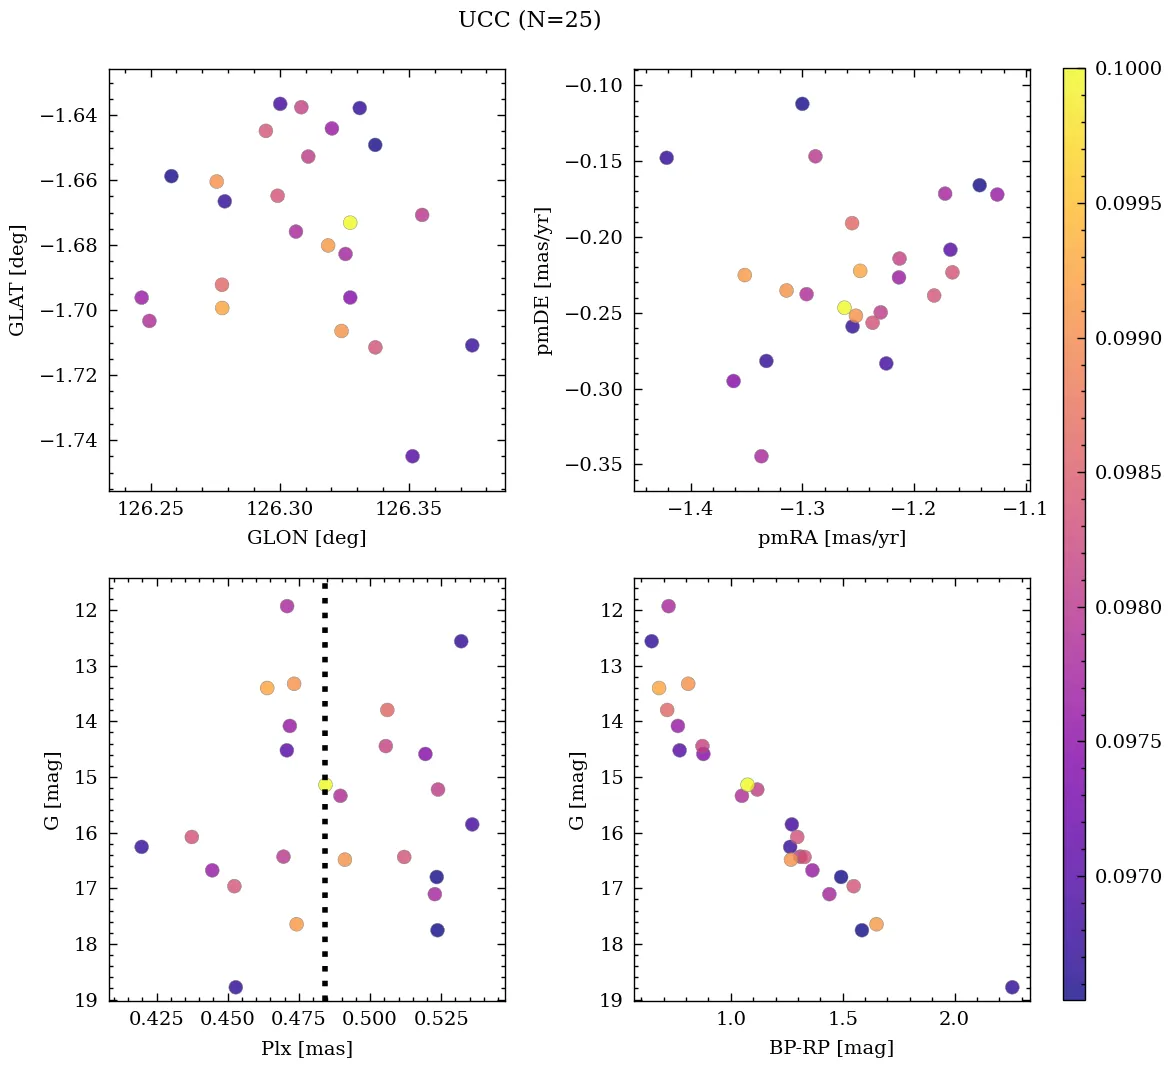 UCC (N=25)
−1.64
−1.66
−1.68
−1.70
−1.72
−1.74
GLAT [deg]
126.25 126.30 126.35
GLON [deg]
−0.10
−0.15
−0.20
−0.25
−0.30
−0.35
pmDE [mas/yr]
−1.4 −1.3 −1.2 −1.1
pmRA [mas/yr]
12
13
14
15
16
17
18
19
G [mag]
0.425 0.450 0.475 0.500 0.525
Plx [mas]
12
13
14
15
16
17
18
19
G [mag]
1.0 1.5 2.0
BP-RP [mag]
0.1000
0.0995
0.0990
0.0985
0.0980
0.0975
0.0970